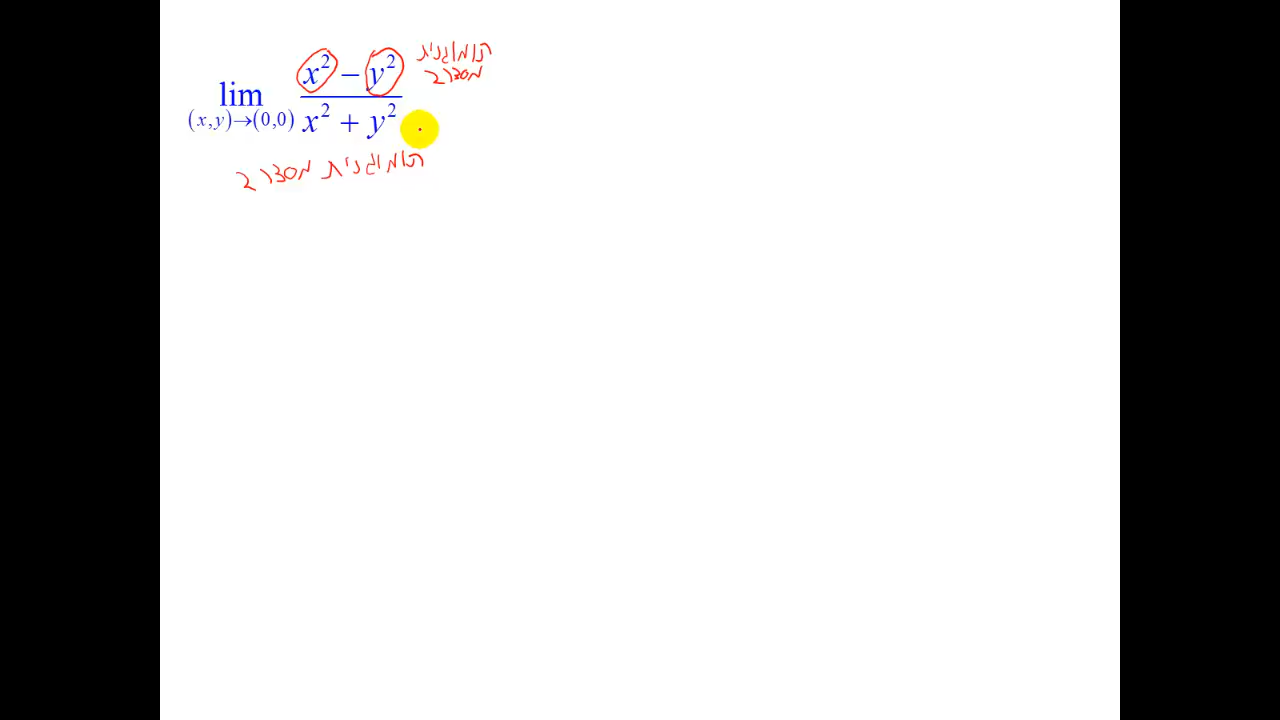 lim (x,y)→(0,0) (x² − y²)/(x² + y²)
הומוגנית
מסדר 2
הומוגנית מסדר 2